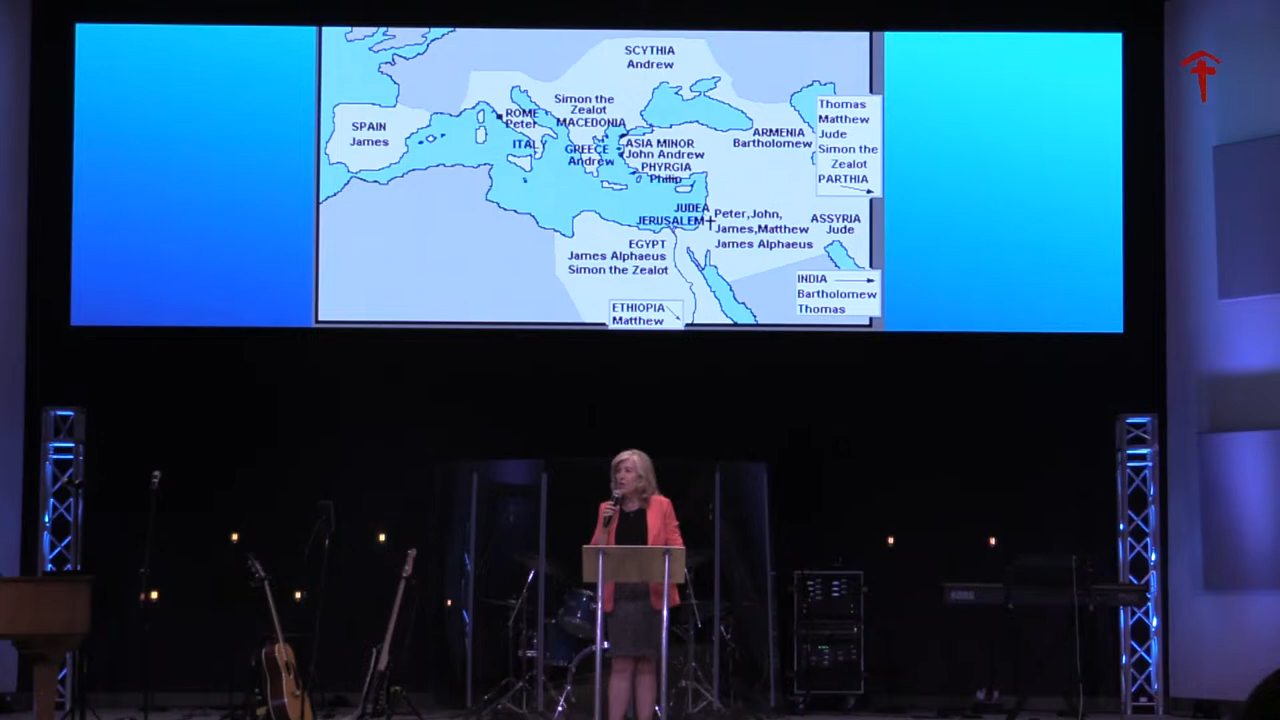 SCYTHIA
Andrew
Simon the
Zealot
MACEDONIA
ROME
Peter
SPAIN
James
ITALY
GREECE
Andrew
ASIA MINOR
John Andrew
PHYRGIA
Philip
ARMENIA
Bartholomew
Thomas
Matthew
Jude
Simon the
Zealot
PARTHIA
JUDEA
JERUSALEM
Peter,John,
James,Matthew
James Alphaeus
ASSYRIA
Jude
EGYPT
James Alphaeus
Simon the Zealot
INDIA
Bartholomew
Thomas
ETHIOPIA
Matthew
KORG